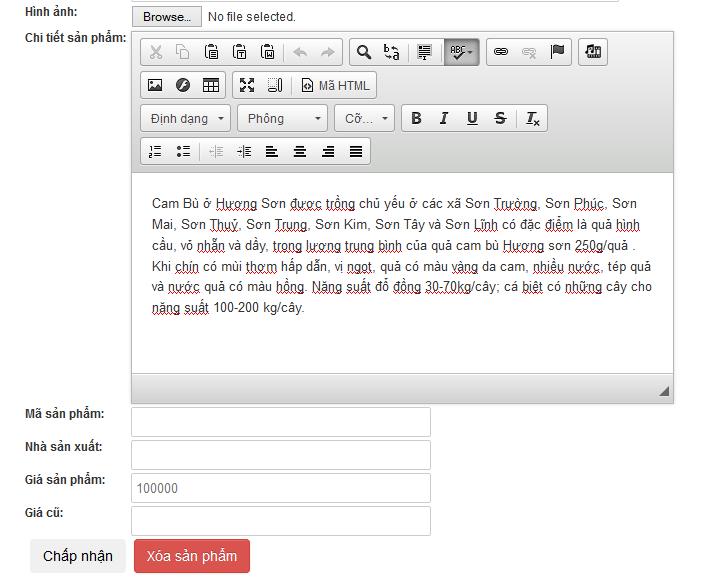 Hình ảnh: Browse... No file selected.
Chi tiết sản phẩm:
ABC
Mã HTML
Định dạng Phông Cỡ... B I U S Tx
Cam Bù ở Hương Sơn được trồng chủ yếu ở các xã Sơn Trường, Sơn Phúc, Sơn
Mai, Sơn Thuỷ, Sơn Trung, Sơn Kim, Sơn Tây và Sơn Lĩnh có đặc điểm là quả hình
cầu, vỏ nhẵn và dầy, trọng lượng trung bình của quả cam bù Hương sơn 250g/quả .
Khi chín có mùi thơm hấp dẫn, vị ngọt, quả có màu vàng da cam, nhiều nước, tép quả
và nước quả có màu hồng. Năng suất đổ đồng 30-70kg/cây; cá biệt có những cây cho
năng suất 100-200 kg/cây.
Mã sản phẩm:
Nhà sản xuất:
Giá sản phẩm: 100000
Giá cũ:
Chấp nhận Xóa sản phẩm